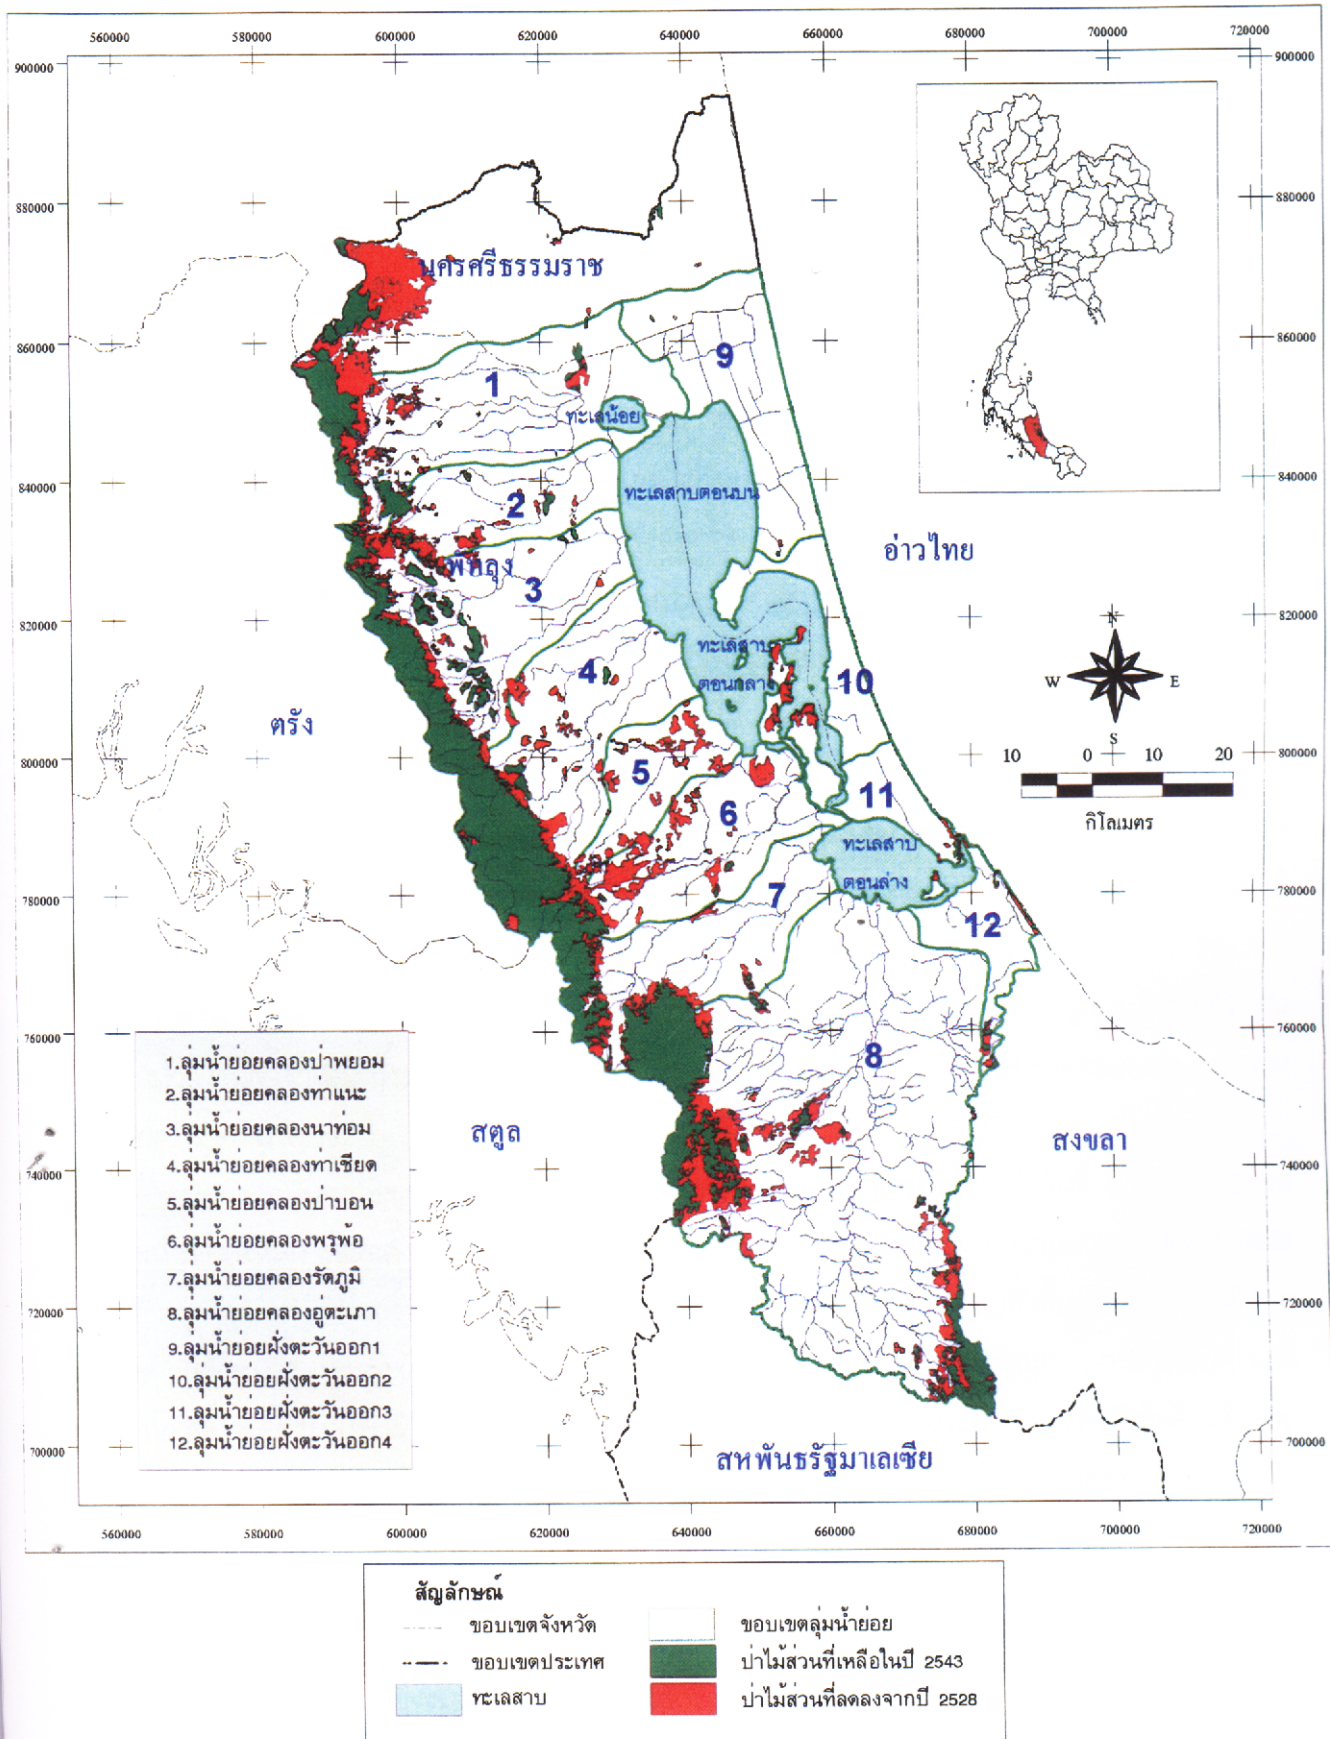 560000 580000 600000 620000 640000 660000 680000 700000 720000
900000 900000
880000 880000
นครศรีธรรมราช
860000 860000
9
1
ทะเลน้อย
840000 840000
ทะเลสาบตอนบน
2
อ่าวไทย
พัทลุง
3
820000 820000
N
ทะเลสาบ
ตอนกลาง
4
10
W E
S
ตรัง
800000 800000
10 0 10 20
กิโลเมตร
5
6
11
ทะเลสาบ
ตอนล่าง
780000 780000
7
12
760000 760000
8
1.ลุ่มน้ำย่อยคลองป่าพยอม
2.ลุ่มน้ำย่อยคลองท่าแนะ
3.ลุ่มน้ำย่อยคลองนาท่อม
4.ลุ่มน้ำย่อยคลองท่าเชียด
5.ลุ่มน้ำย่อยคลองป่าบอน
6.ลุ่มน้ำย่อยคลองพรุพ้อ
7.ลุ่มน้ำย่อยคลองรัตภูมิ
8.ลุ่มน้ำย่อยคลองอู่ตะเภา
9.ลุ่มน้ำย่อยฝั่งตะวันออก1
10.ลุ่มน้ำย่อยฝั่งตะวันออก2
11.ลุ่มน้ำย่อยฝั่งตะวันออก3
12.ลุ่มน้ำย่อยฝั่งตะวันออก4
สตูล
สงขลา
740000 740000
720000 720000
700000 700000
สหพันธรัฐมาเลเซีย
560000 580000 600000 620000 640000 660000 680000 700000 720000
สัญลักษณ์
ขอบเขตจังหวัด
ขอบเขตประเทศ
ทะเลสาบ
ขอบเขตลุ่มน้ำย่อย
ป่าไม้ส่วนที่เหลือในปี 2543
ป่าไม้ส่วนที่ลดลงจากปี 2528